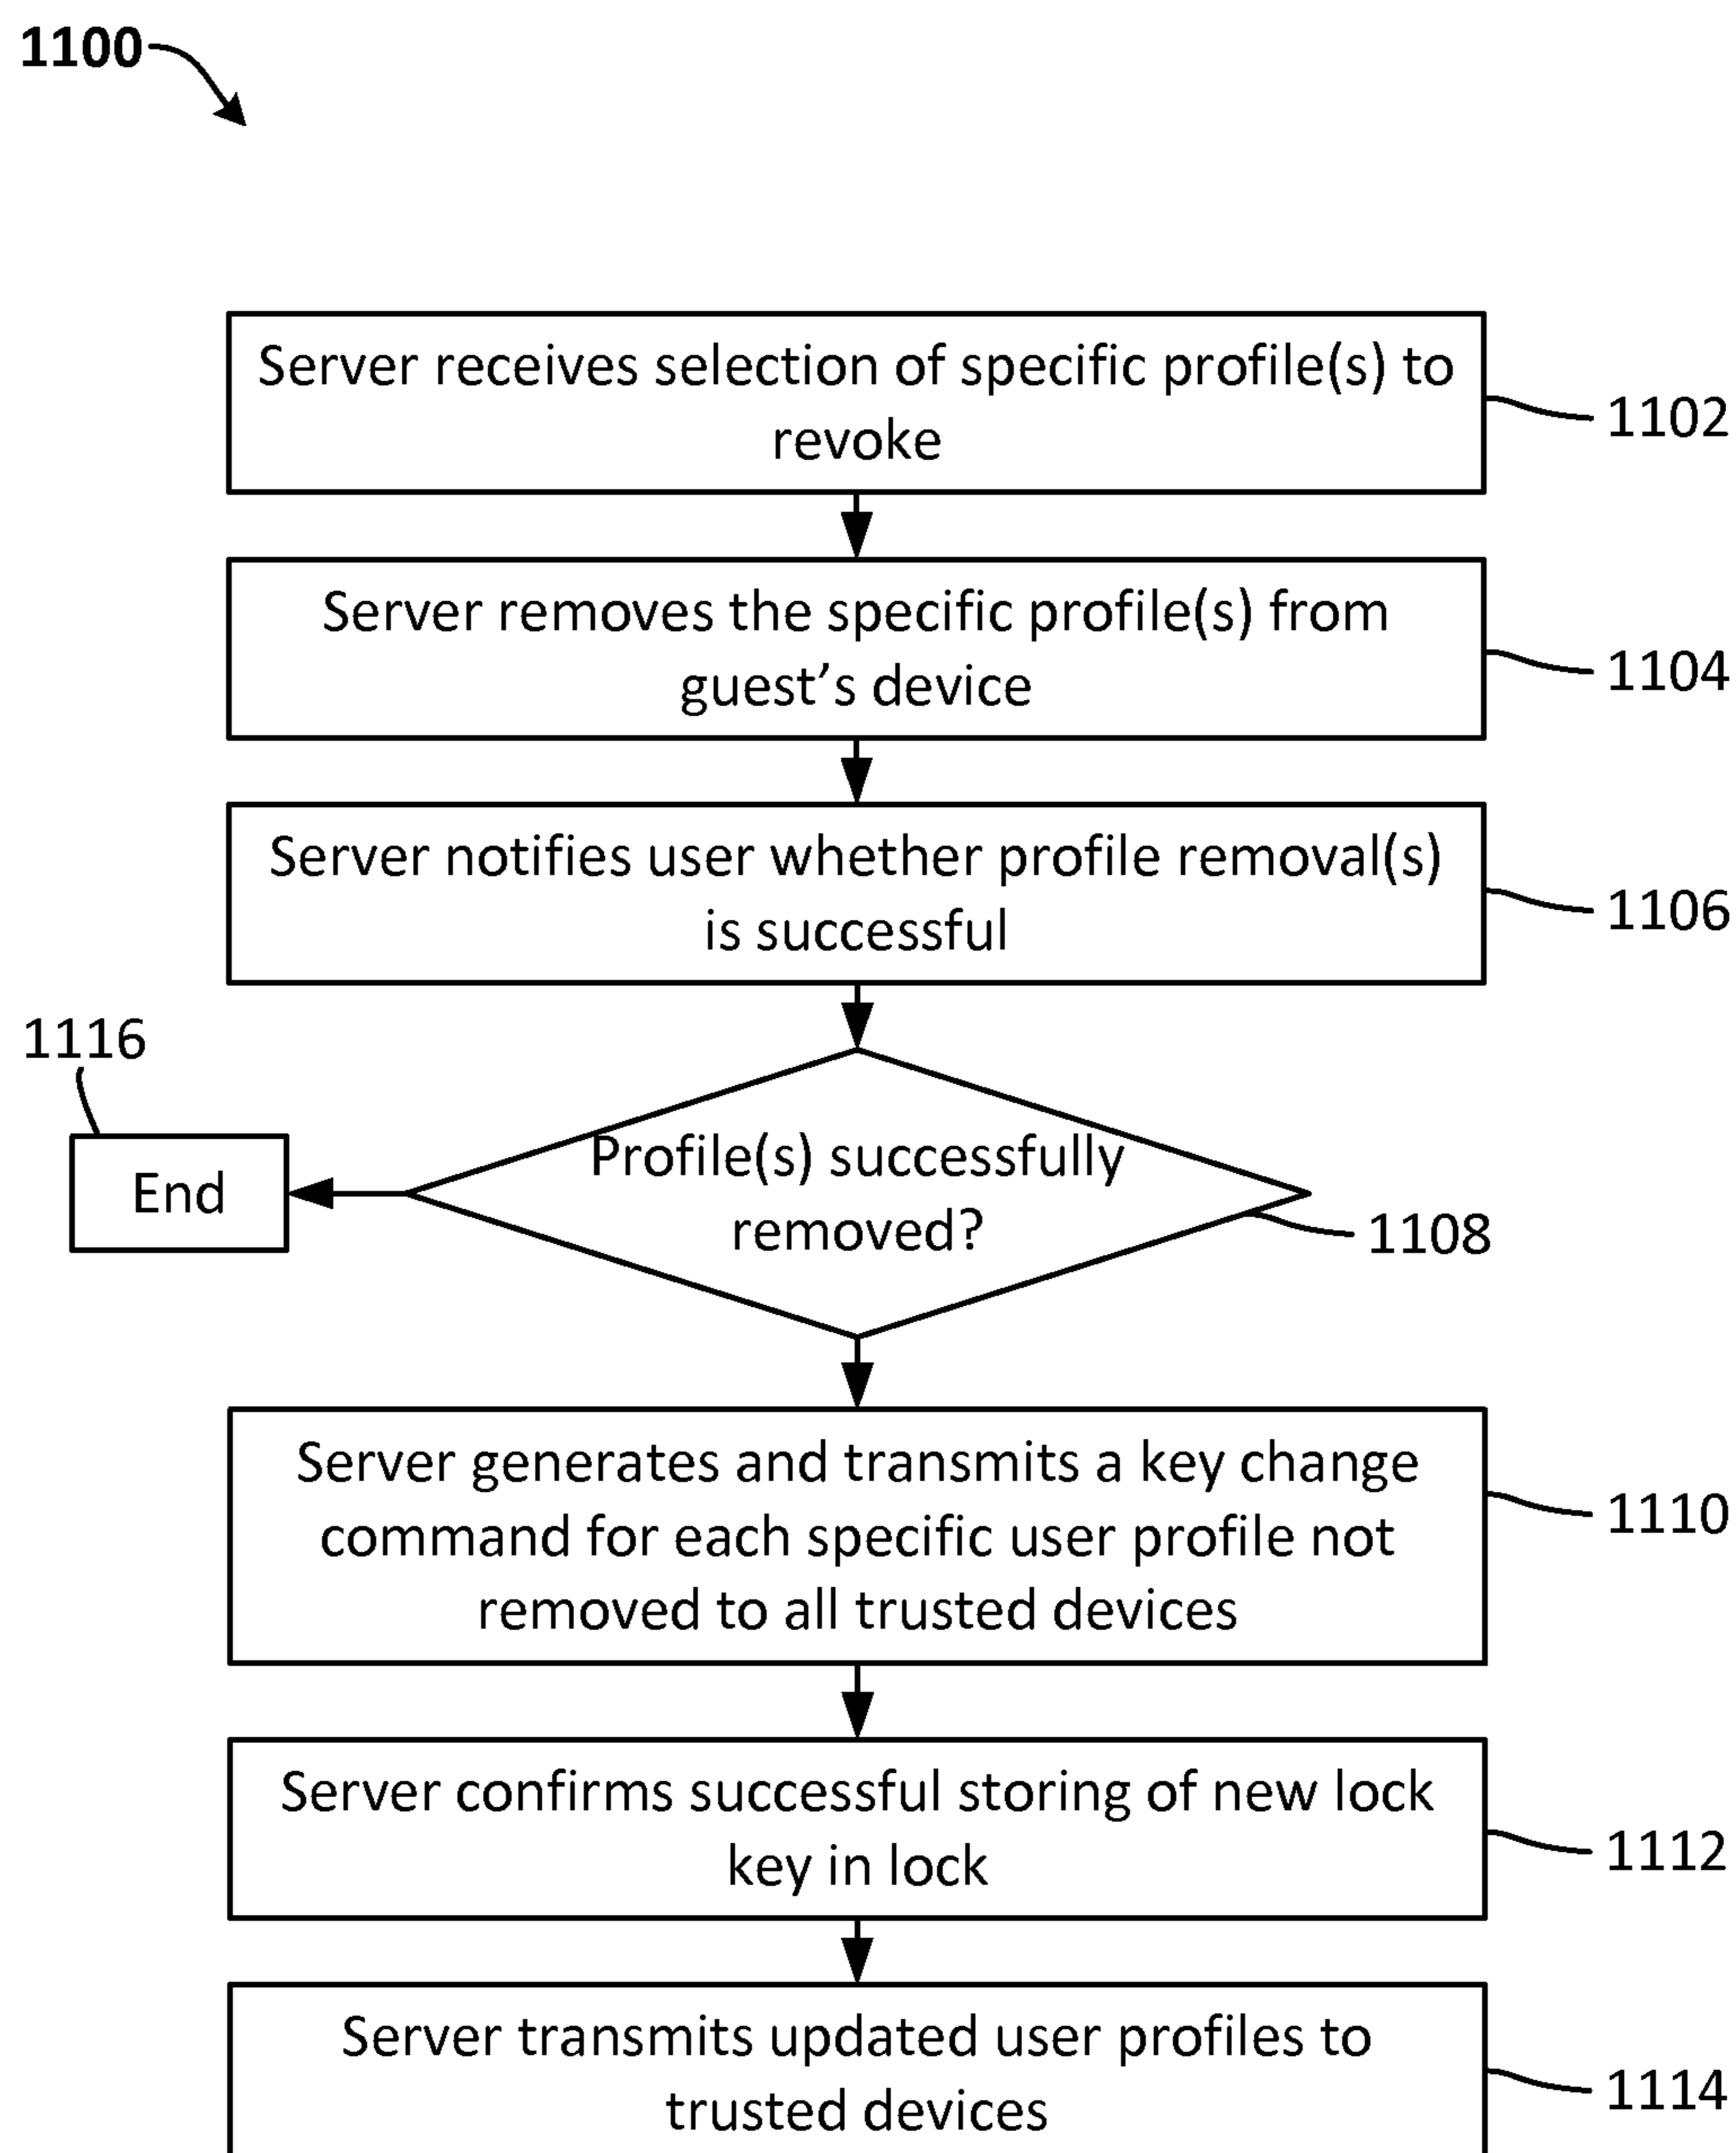 1100
Server receives selection of specific profile(s) to
revoke
1102
Server removes the specific profile(s) from
guest’s device
1104
Server notifies user whether profile removal(s)
is successful
1106
1116
End
Profile(s) successfully
removed?
1108
Server generates and transmits a key change
command for each specific user profile not
removed to all trusted devices
1110
Server confirms successful storing of new lock
key in lock
1112
Server transmits updated user profiles to
trusted devices
1114